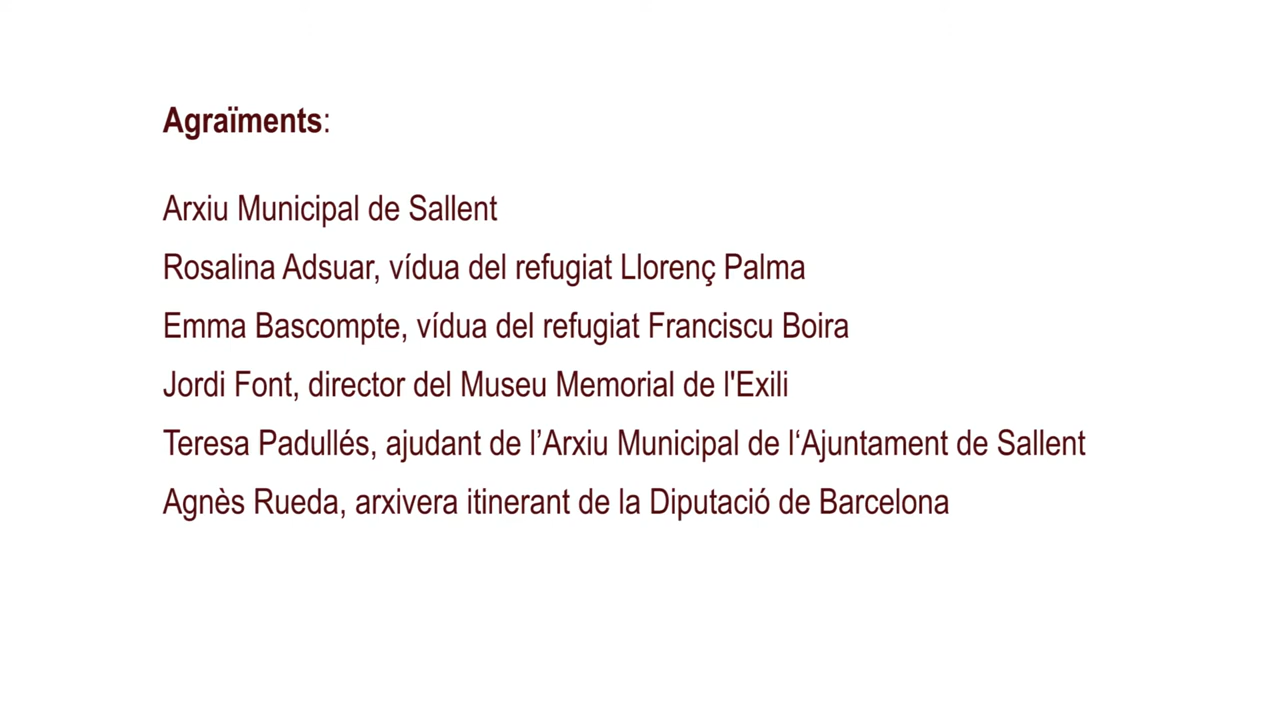 Agraïments:
Arxiu Municipal de Sallent
Rosalina Adsuar, vídua del refugiat Llorenç Palma
Emma Bascompte, vídua del refugiat Franciscu Boira
Jordi Font, director del Museu Memorial de l'Exili
Teresa Padullés, ajudant de l’Arxiu Municipal de l‘Ajuntament de Sallent
Agnès Rueda, arxivera itinerant de la Diputació de Barcelona